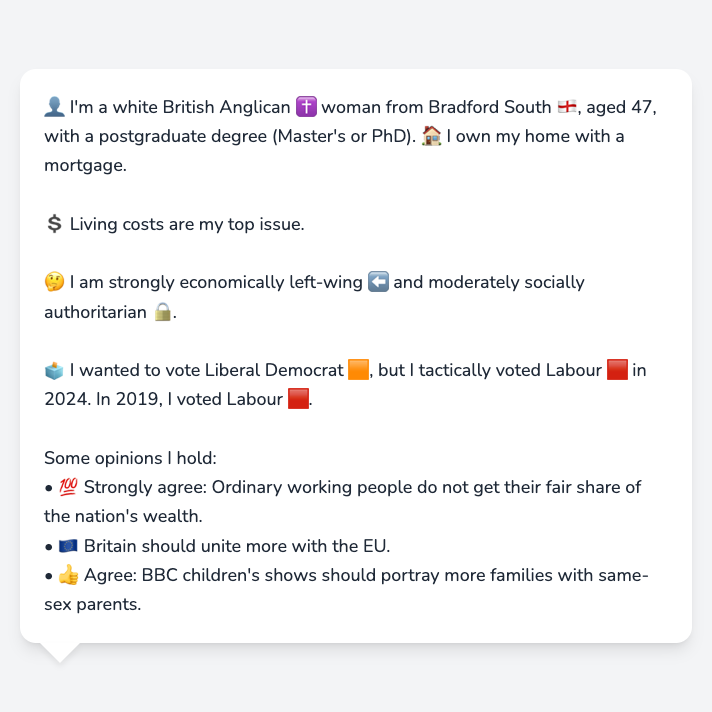 👤 I'm a white British Anglican ✝️ woman from Bradford South 🏴󠁧󠁢󠁥󠁮󠁧󠁿, aged 47,
with a postgraduate degree (Master's or PhD). 🏠 I own my home with a
mortgage.
💲 Living costs are my top issue.
🤔 I am strongly economically left-wing ⬅️ and moderately socially
authoritarian 🔒.
🗳️ I wanted to vote Liberal Democrat 🟧, but I tactically voted Labour 🟥 in
2024. In 2019, I voted Labour 🟥.
Some opinions I hold:
• 💯 Strongly agree: Ordinary working people do not get their fair share of
the nation's wealth.
• 🇪🇺 Britain should unite more with the EU.
• 👍 Agree: BBC children's shows should portray more families with same-
sex parents.